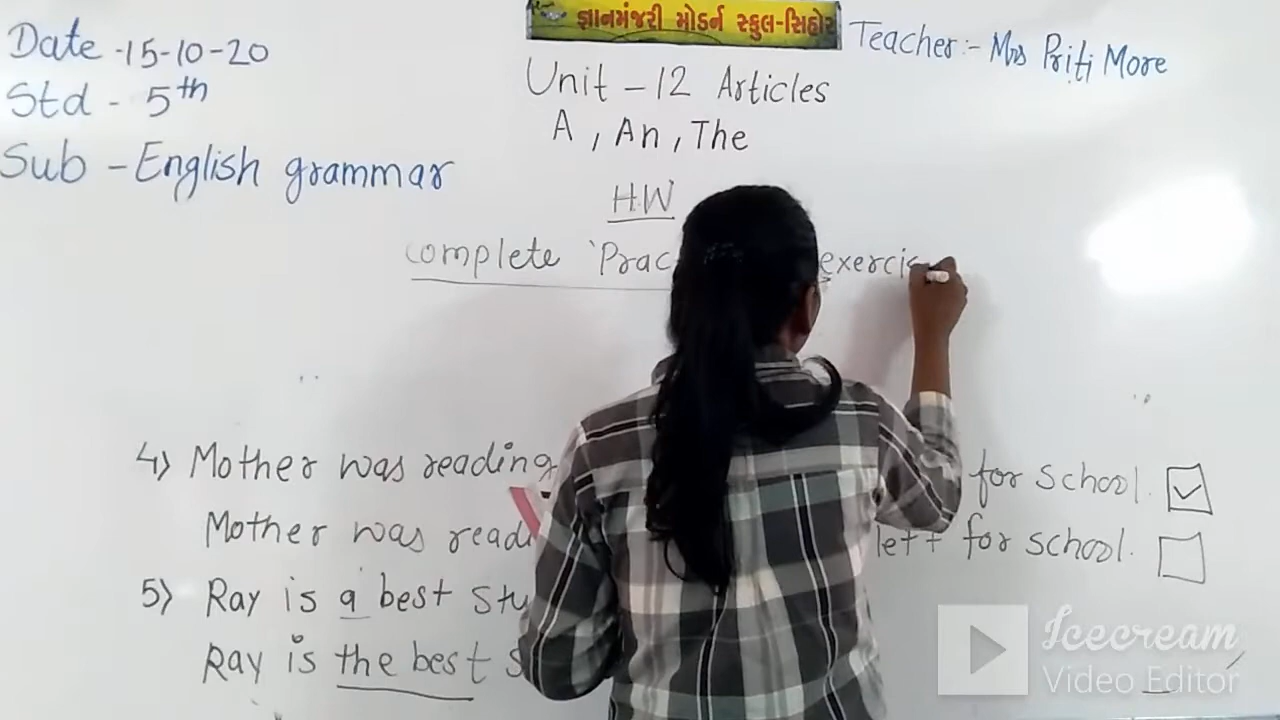 Date -15-10-20
Std - 5th
Sub - English grammar
જ્ઞાનમંજરી મોડર્ન સ્કુલ-સિહોર
Teacher:- Mrs Priti More
Unit - 12 Articles
A, An, The
H.W
complete 'Prac exercis
4) Mother was reading for school.
Mother was readi left for school.
5) Ray is a best stu
Ray is the best s
Icecream
Video Editor